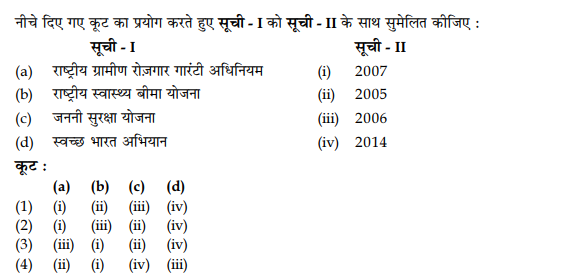 नीचे दिए गए कूट का प्रयोग करते हुए सूची - I को सूची - II के साथ सुमेलित कीजिए :
सूची - I सूची - II
(a) राष्ट्रीय ग्रामीण रोज़गार गारंटी अधिनियम (i) 2007
(b) राष्ट्रीय स्वास्थ्य बीमा योजना (ii) 2005
(c) जननी सुरक्षा योजना (iii) 2006
(d) स्वच्छ भारत अभियान (iv) 2014
कूट :
(a) (b) (c) (d)
(1) (i) (ii) (iii) (iv)
(2) (i) (iii) (ii) (iv)
(3) (iii) (i) (ii) (iv)
(4) (ii) (i) (iv) (iii)